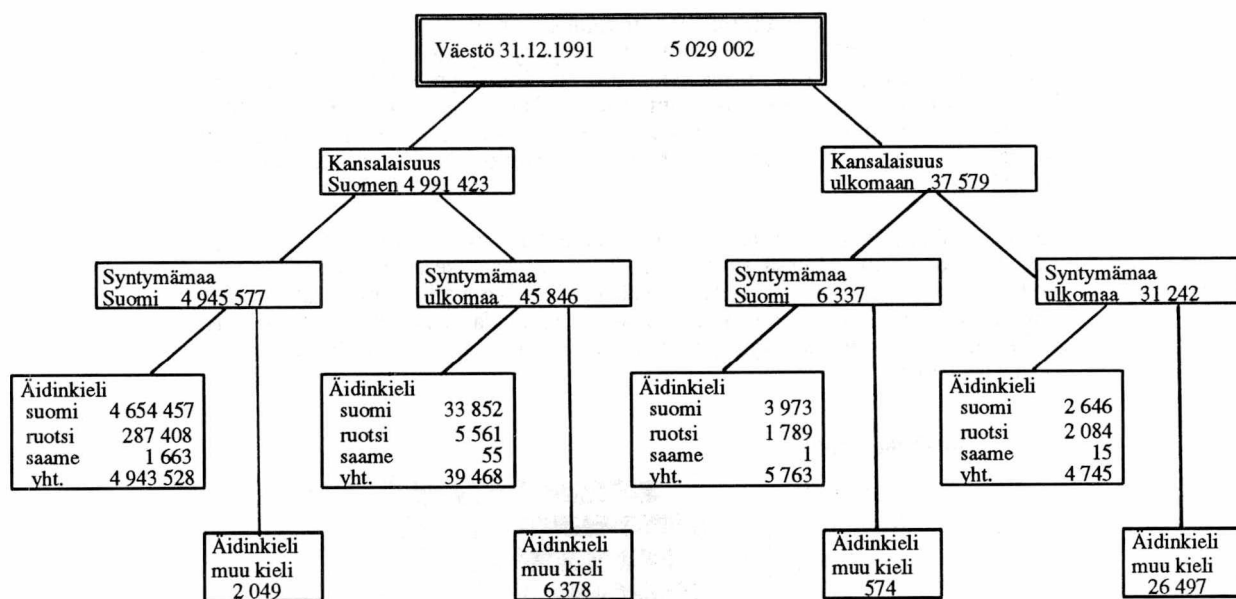 Väestö 31.12.1991 5 029 002
Kansalaisuus
Suomen 4 991 423
Kansalaisuus
ulkomaan 37 579
Syntymämaa
Suomi 4 945 577
Syntymämaa
ulkomaa 45 846
Syntymämaa
Suomi 6 337
Syntymämaa
ulkomaa 31 242
Äidinkieli
suomi 4 654 457
ruotsi 287 408
saame 1 663
yht. 4 943 528
Äidinkieli
suomi 33 852
ruotsi 5 561
saame 55
yht. 39 468
Äidinkieli
suomi 3 973
ruotsi 1 789
saame 1
yht. 5 763
Äidinkieli
suomi 2 646
ruotsi 2 084
saame 15
yht. 4 745
Äidinkieli
muu kieli
2 049
Äidinkieli
muu kieli
6 378
Äidinkieli
muu kieli
574
Äidinkieli
muu kieli
26 497